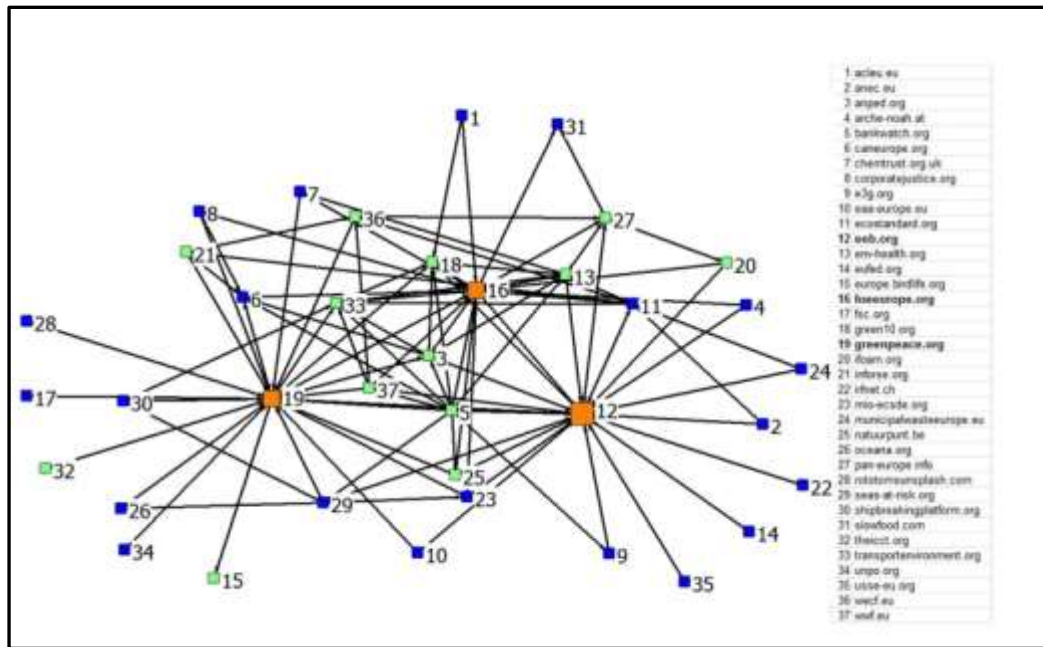 1
31
7
36
8
27
21
18
13
20
16
6
33
11
4
28
3
24
37
17
30
19
5
12
2
32
25
22
26
29
23
14
34
10
9
15
35
1 acleu.eu
2 anec.eu
3 anped.org
4 arche-noah.at
5 bankwatch.org
6 caneurope.org
7 chemtrust.org.uk
8 corporatejustice.org
9 e3g.org
10 eaa-europe.eu
11 ecostandard.org
12 eeb.org
13 env-health.org
14 eufed.org
15 europe.birdlife.org
16 foeeurope.org
17 fsc.org
18 green10.org
19 greenpeace.org
20 ifoam.org
21 inforse.org
22 irfnet.ch
23 mio-ecsde.org
24 municipalwasteeurope.eu
25 natuurpunt.be
26 oceana.org
27 pan-europe.info
28 rototomsunsplash.com
29 seas-at-risk.org
30 shipbreakingplatform.org
31 slowfood.com
32 theicct.org
33 transportenvironment.org
34 unpo.org
35 usse-eu.org
36 wecf.eu
37 wwf.eu